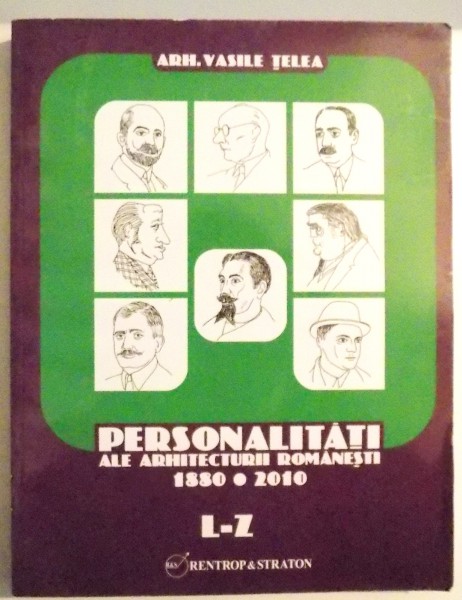 ARH. VASILE ȚELEA
PERSONALITĂȚI
ALE ARHITECTURII ROMÂNEȘTI
1880 • 2010
L-Z
R&S RENTROP & STRATON